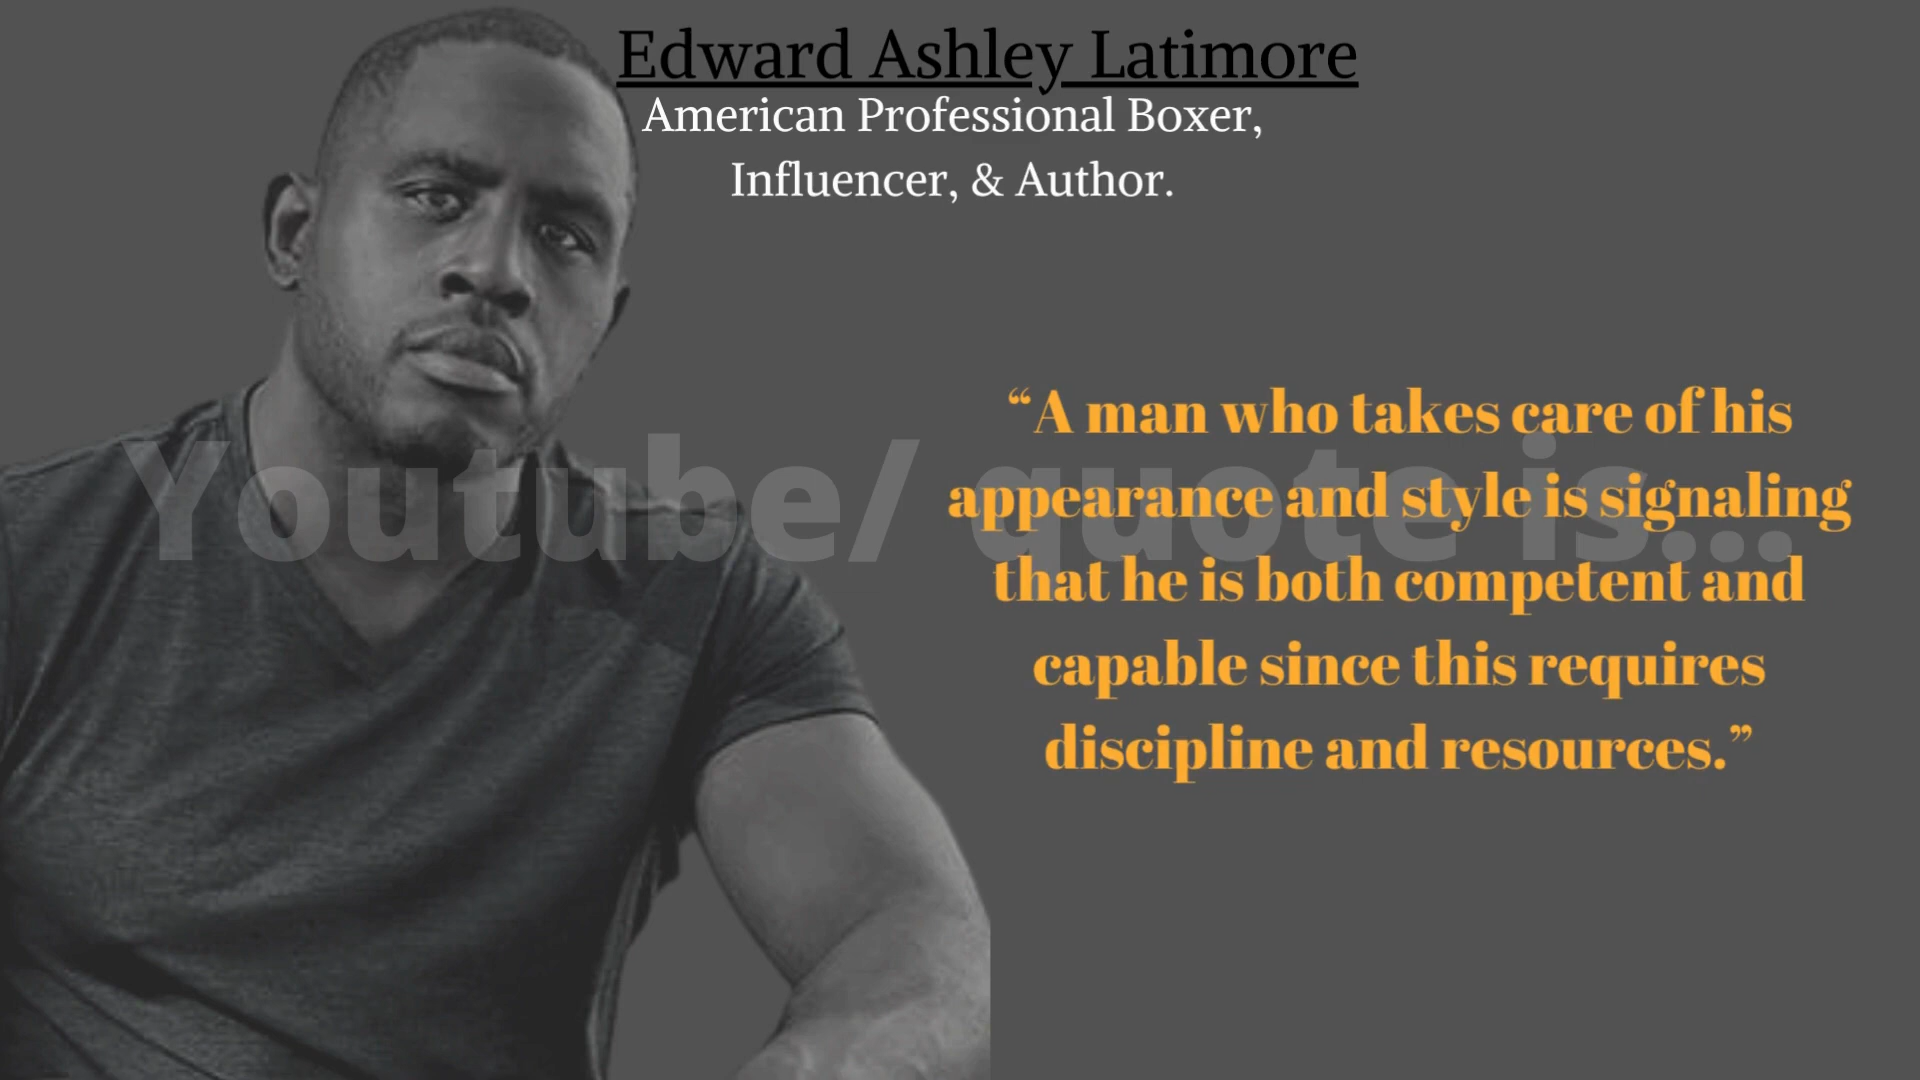 Edward Ashley Latimore
American Professional Boxer,
Influencer, & Author.
“A man who takes care of his
appearance and style is signaling
that he is both competent and
capable since this requires
discipline and resources.”
Youtube/ quote is...